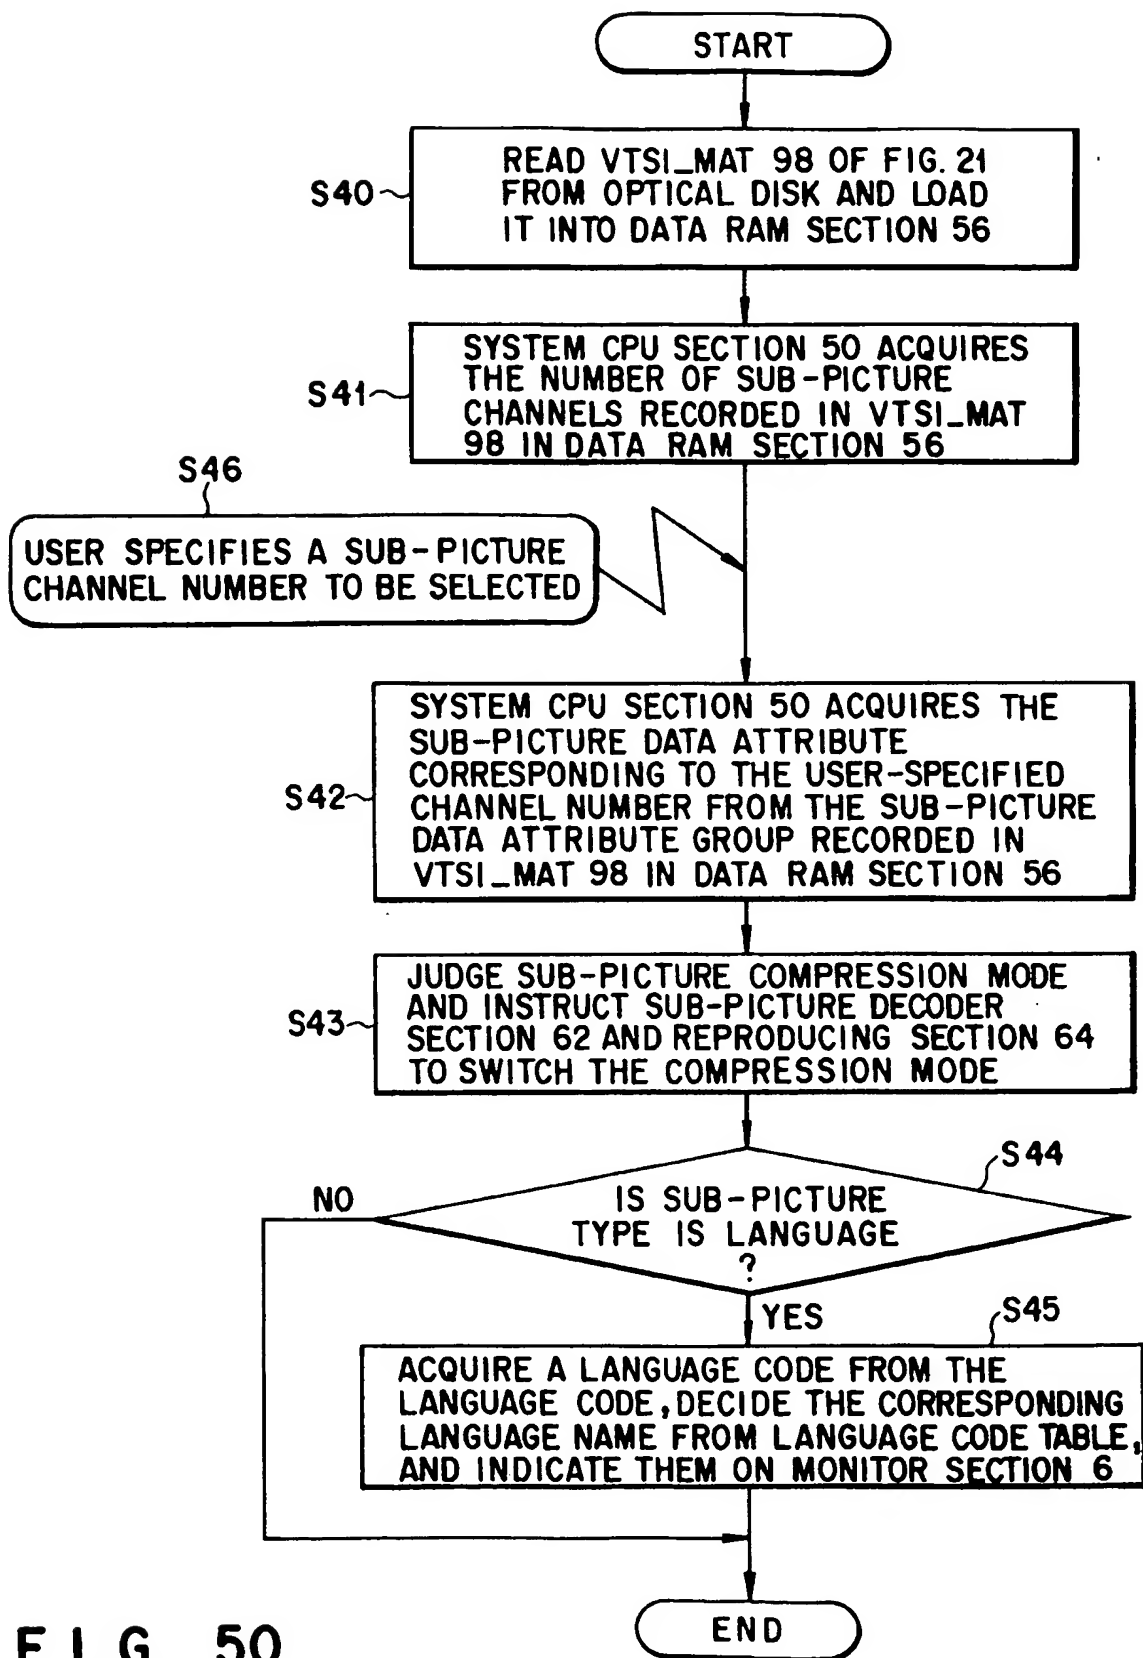 START
S40
READ VTSI_MAT 98 OF FIG. 21
FROM OPTICAL DISK AND LOAD
IT INTO DATA RAM SECTION 56
S41
SYSTEM CPU SECTION 50 ACQUIRES
THE NUMBER OF SUB-PICTURE
CHANNELS RECORDED IN VTSI_MAT
98 IN DATA RAM SECTION 56
S46
USER SPECIFIES A SUB-PICTURE
CHANNEL NUMBER TO BE SELECTED
S42
SYSTEM CPU SECTION 50 ACQUIRES THE
SUB-PICTURE DATA ATTRIBUTE
CORRESPONDING TO THE USER-SPECIFIED
CHANNEL NUMBER FROM THE SUB-PICTURE
DATA ATTRIBUTE GROUP RECORDED IN
VTSI_MAT 98 IN DATA RAM SECTION 56
S43
JUDGE SUB-PICTURE COMPRESSION MODE
AND INSTRUCT SUB-PICTURE DECODER
SECTION 62 AND REPRODUCING SECTION 64
TO SWITCH THE COMPRESSION MODE
S44
NO
IS SUB-PICTURE
TYPE IS LANGUAGE
?
YES
S45
ACQUIRE A LANGUAGE CODE FROM THE
LANGUAGE CODE, DECIDE THE CORRESPONDING
LANGUAGE NAME FROM LANGUAGE CODE TABLE,
AND INDICATE THEM ON MONITOR SECTION 6
END
FIG. 50